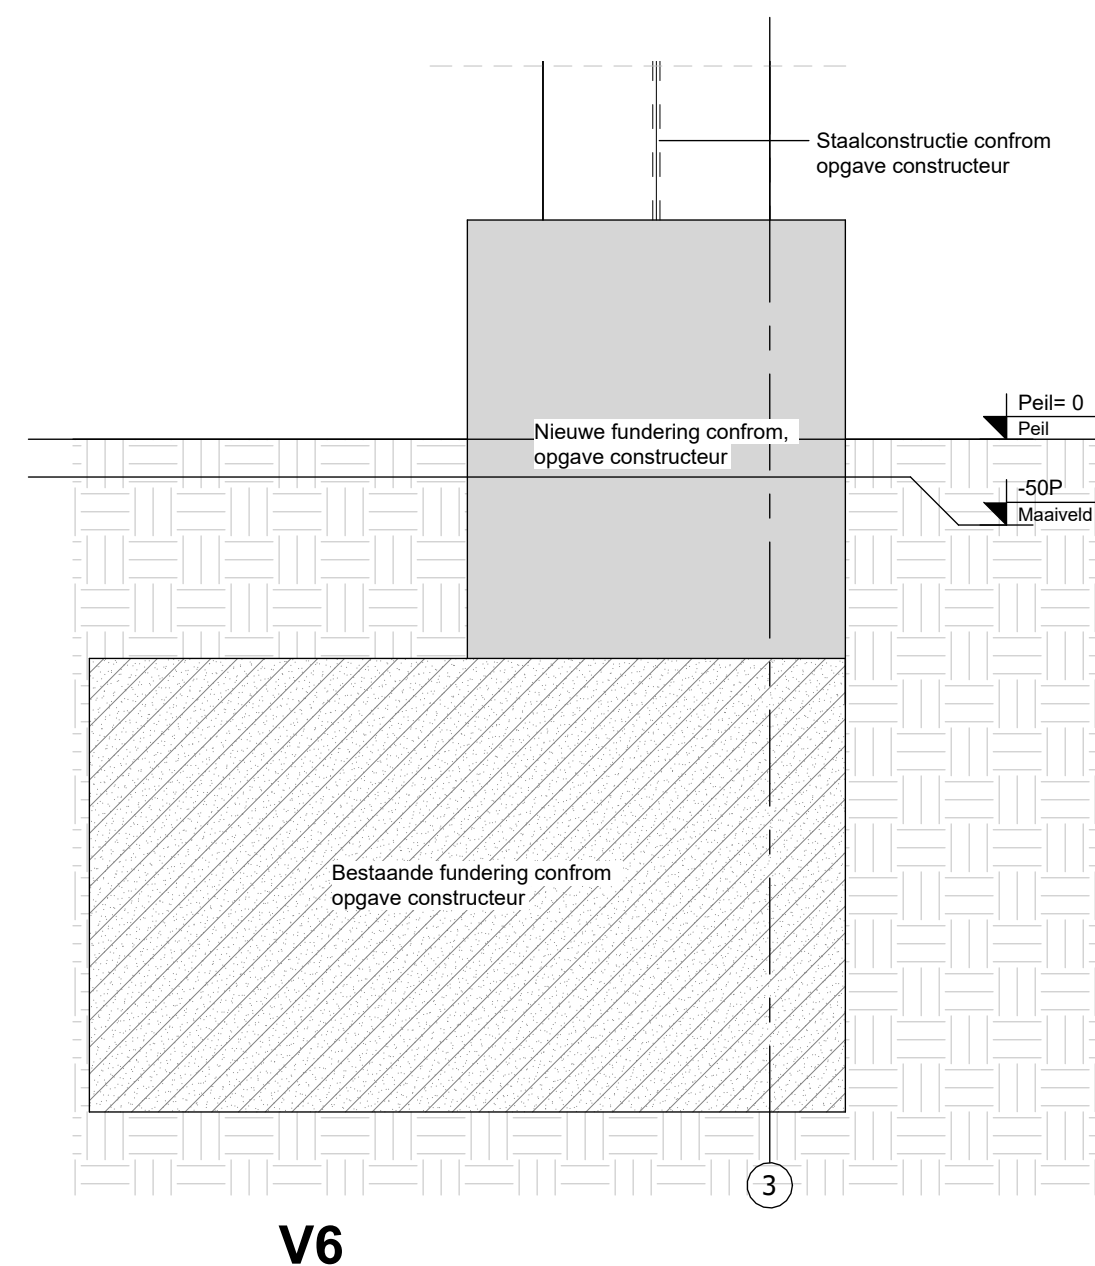 Staalconstructie confrom
opgave constructeur
Peil= 0
Peil
Nieuwe fundering confrom,
opgave constructeur
-50P
Maaiveld
Bestaande fundering confrom
opgave constructeur
3
V6